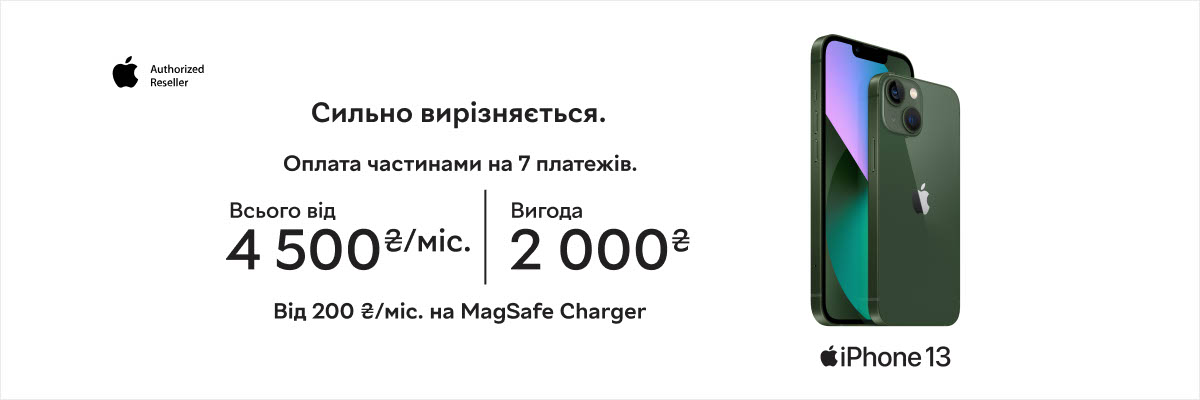 Authorized
Reseller
Сильно вирізняється.
Оплата частинами на 7 платежів.
Всього від
4 500₴/міс.
Вигода
2 000₴
Від 200 ₴/міс. на MagSafe Charger
iPhone 13